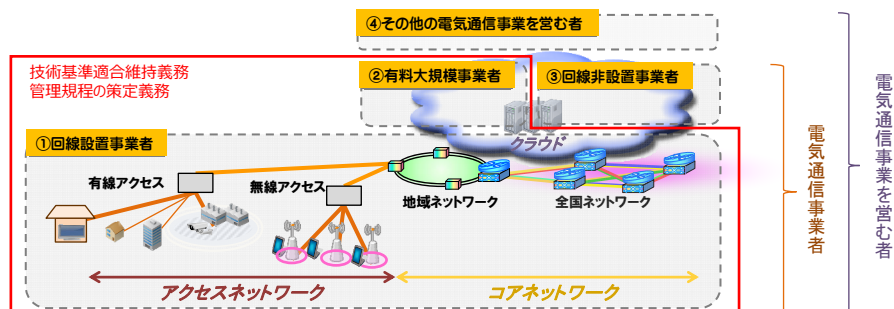 ④その他の電気通信事業を営む者
技術基準適合維持義務
管理規程の策定義務
②有料大規模事業者
③回線非設置事業者
クラウド
①回線設置事業者
有線アクセス
無線アクセス
地域ネットワーク
全国ネットワーク
アクセスネットワーク
コアネットワーク
電気通信事業者
電気通信事業を営む者